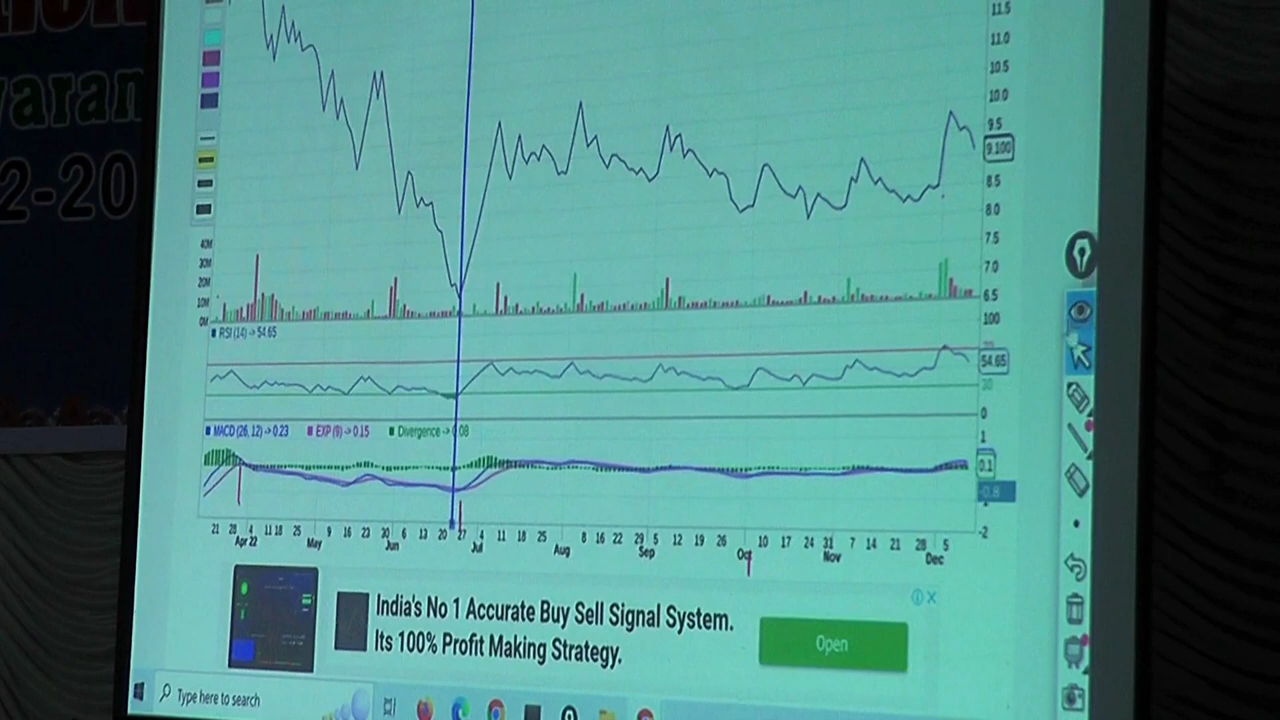 varan
2-20
11.5
11.0
10.5
10.0
9.5
9.100
8.5
8.0
7.5
7.0
6.5
40M
30M
20M
10M
0M
RSI (14) -> 54.65
100
70
54.65
30
0
MACD (26, 12) -> 0.23 EXP (9) -> 0.15 Divergence -> 0.08
1
0.1
-0.8
-2
21 28 4 11 18 25 9 16 23 30 6 13 20 27 4 11 18 25 8 16 22 29 5 12 19 26 10 17 24 31 7 14 21 28 5
Apr 22 May Jun Jul Aug Sep Oct Nov Dec
India's No 1 Accurate Buy Sell Signal System.
Its 100% Profit Making Strategy.
Open
Type here to search